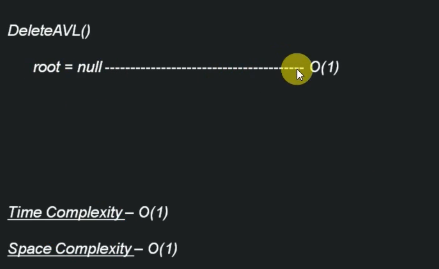 DeleteAVL()
root = null --------------------------------------- O(1)
Time Complexity – O(1)
Space Complexity – O(1)